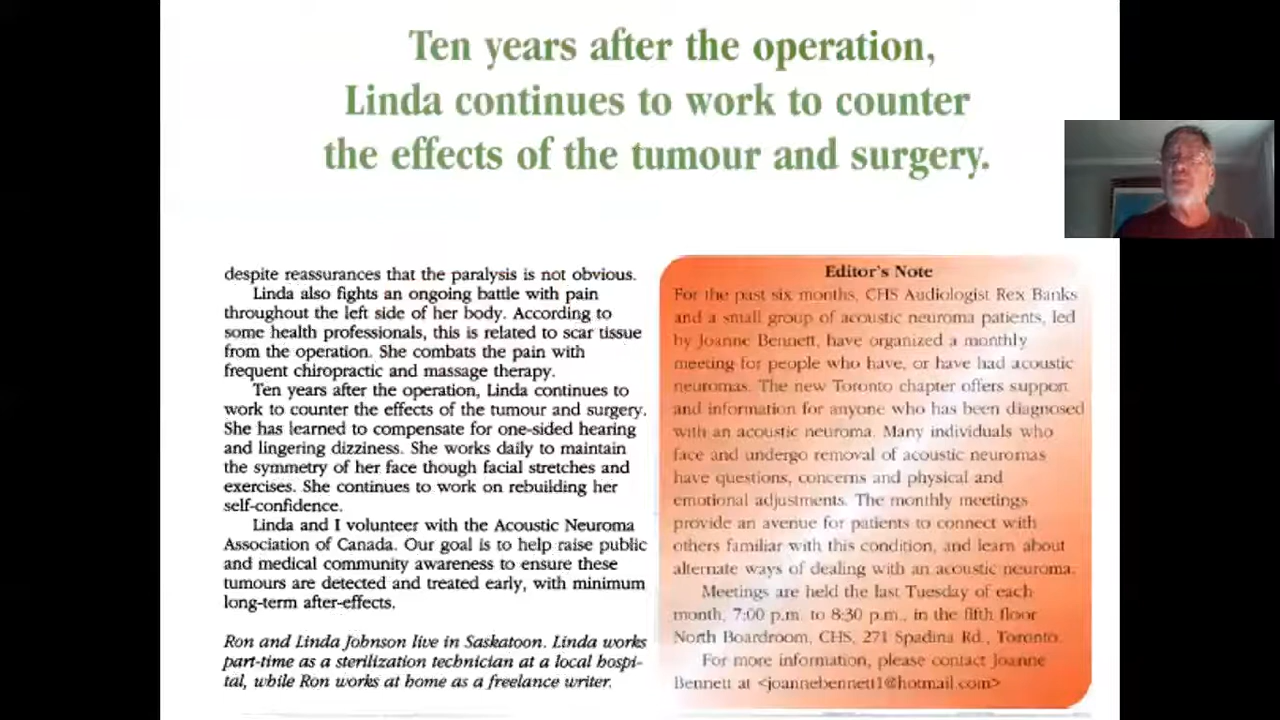 Ten years after the operation,
Linda continues to work to counter
the effects of the tumour and surgery.
despite reassurances that the paralysis is not obvious.
Linda also fights an ongoing battle with pain
throughout the left side of her body. According to
some health professionals, this is related to scar tissue
from the operation. She combats the pain with
frequent chiropractic and massage therapy.
Ten years after the operation, Linda continues to
work to counter the effects of the tumour and surgery.
She has learned to compensate for one-sided hearing
and lingering dizziness. She works daily to maintain
the symmetry of her face though facial stretches and
exercises. She continues to work on rebuilding her
self-confidence.
Linda and I volunteer with the Acoustic Neuroma
Association of Canada. Our goal is to help raise public
and medical community awareness to ensure these
tumours are detected and treated early, with minimum
long-term after-effects.
Ron and Linda Johnson live in Saskatoon. Linda works
part-time as a sterilization technician at a local hospi-
tal, while Ron works at home as a freelance writer.
Editor's Note
For the past six months, CHS Audiologist Rex Banks
and a small group of acoustic neuroma patients, led
by Joanne Bennett, have organized a monthly
meeting for people who have, or have had acoustic
neuromas. The new Toronto chapter offers support
and information for anyone who has been diagnosed
with an acoustic neuroma. Many individuals who
face and undergo removal of acoustic neuromas
have questions, concerns and physical and
emotional adjustments. The monthly meetings
provide an avenue for patients to connect with
others familiar with this condition, and learn about
alternate ways of dealing with an acoustic neuroma.
Meetings are held the last Tuesday of each
month, 7:00 p.m. to 8:30 p.m., in the fifth floor
North Boardroom, CHS, 271 Spadina Rd., Toronto.
For more information, please contact Joanne
Bennett at <joannebennett1@hotmail.com>